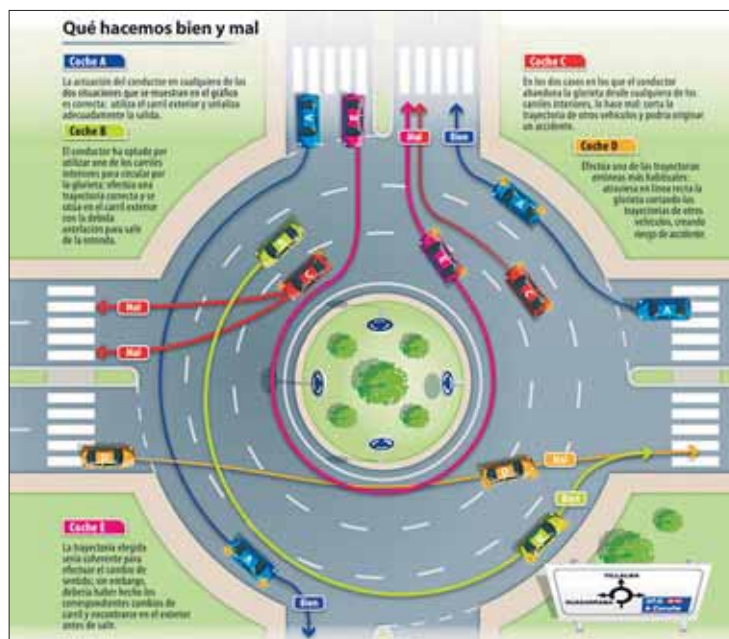 Qué hacemos bien y mal
Coche A
La actuación del conductor en cualquiera de las
dos situaciones que se muestran en el gráfico
es correcta: utiliza el carril exterior y señaliza
adecuadamente la salida.
Coche B
El conductor ha optado por
utilizar uno de los carriles
interiores para circular por
la glorieta: efectúa una
trayectoria correcta y se
sitúa en el carril exterior
con la debida
antelación para salir
de la rotonda.
Coche C
En los dos casos en los que el conductor
abandona la glorieta desde cualquiera de los
carriles interiores, lo hace mal: corta la
trayectoria de otros vehículos y podría originar
un accidente.
Coche D
Efectúa una de las trayectorias
erróneas más habituales:
atraviesa en línea recta la
glorieta cortando las
trayectorias de otros
vehículos, creando
riesgo de accidente
Coche E
La trayectoria elegida
sería coherente para
efectuar el cambio de
sentido; sin embargo,
debería haber hecho los
correspondientes cambios de
carril y encontrarse en el exterior
antes de salir.
A
Mal
Bien
A
C
A
C
Mal
Mal
D
Mal
Bien
A
Bien
VILLALBA
GUADARRAMA
A Coruña